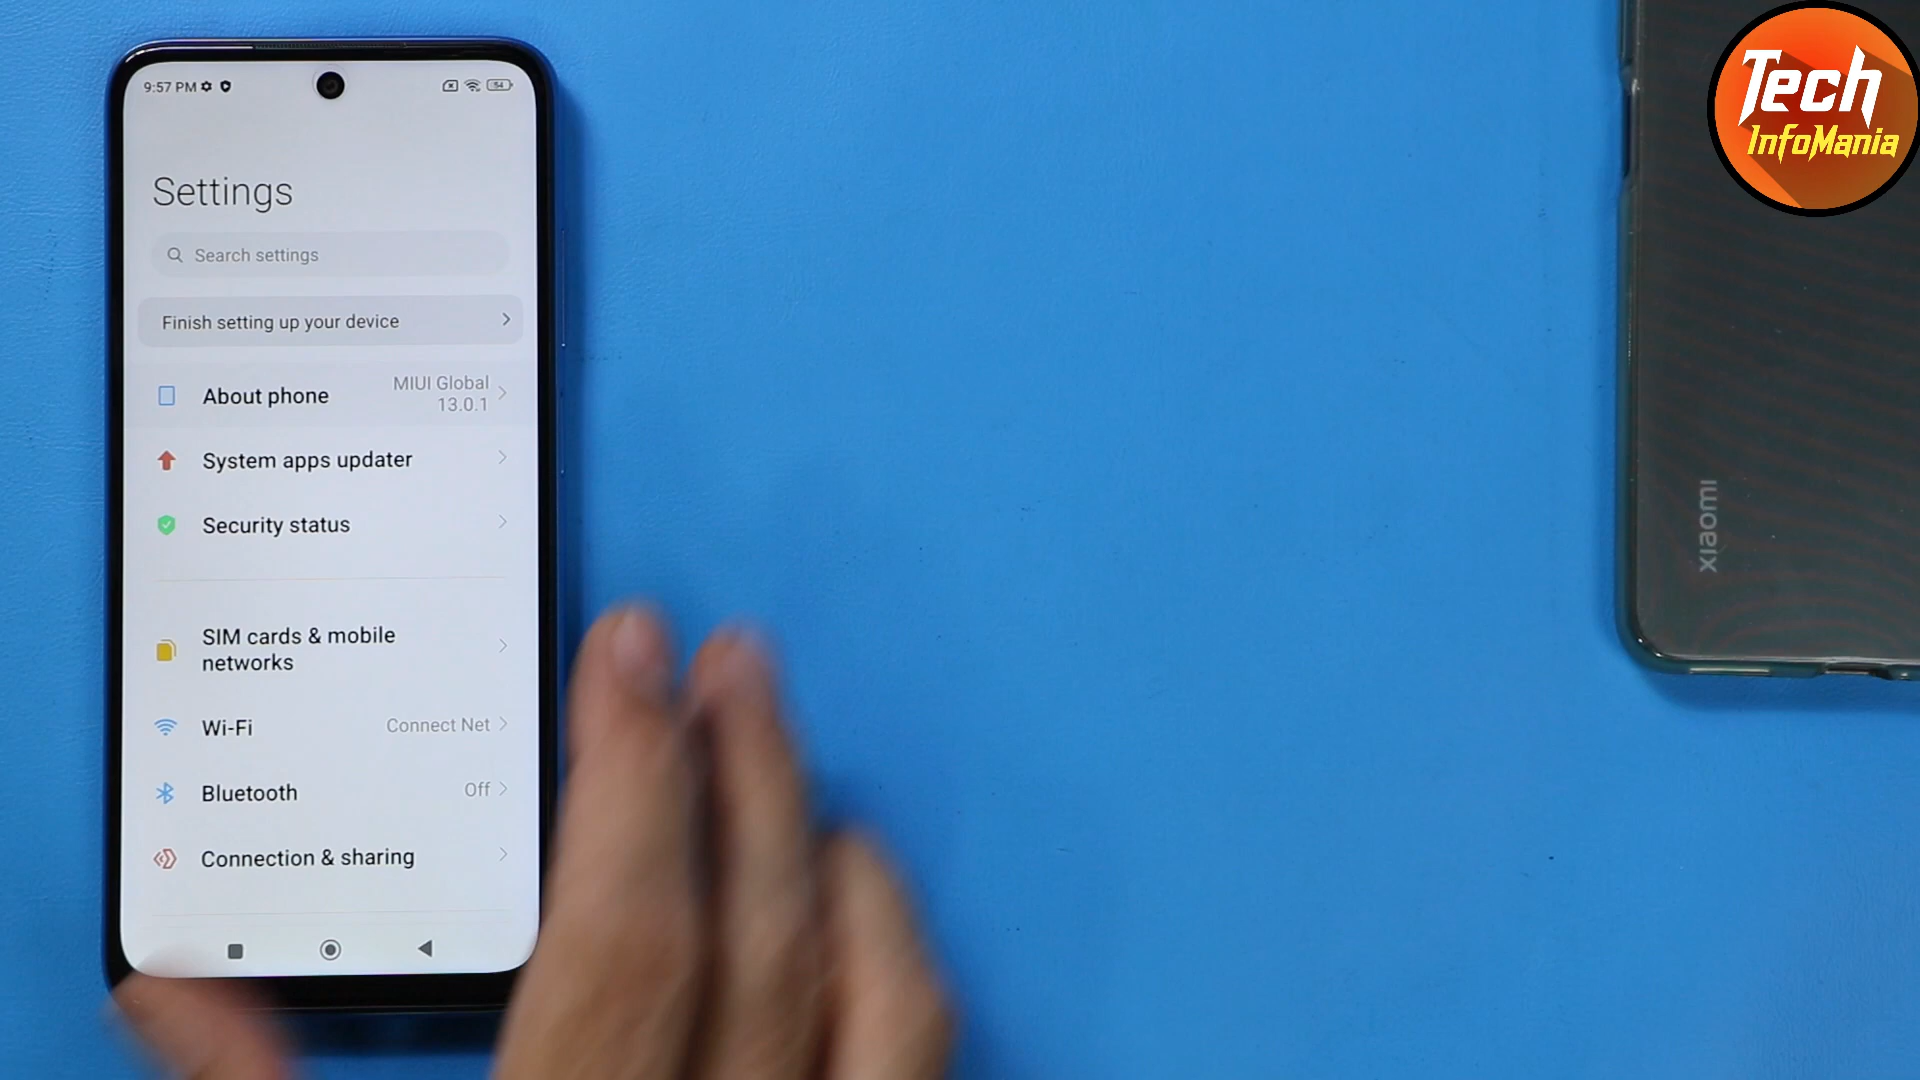 9:57 PM
54
Settings
Search settings
Finish setting up your device
About phone
MIUI Global
13.0.1
System apps updater
Security status
SIM cards & mobile
networks
Wi-Fi
Connect Net
Bluetooth
Off
Connection & sharing
Tech
InfoMania
xiaomi